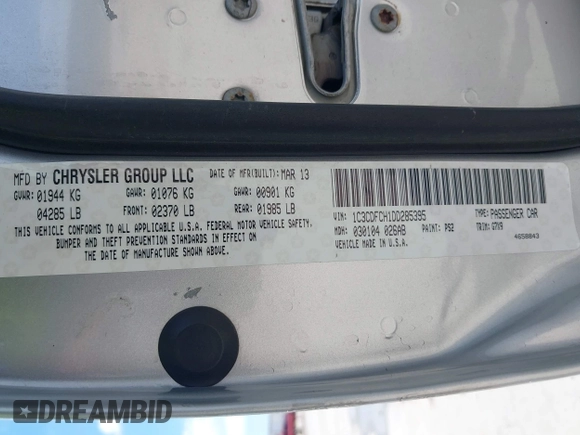 MFD BY CHRYSLER GROUP LLC DATE OF MFR(BUILT): MAR 13
GVWR: 01944 KG GAWR: 01076 KG GAWR: 00901 KG
04285 LB FRONT: 02370 LB REAR: 01985 LB
THIS VEHICLE CONFORMS TO ALL APPLICABLE U.S.A. FEDERAL MOTOR VEHICLE SAFETY,
BUMPER AND THEFT PREVENTION STANDARDS IN EFFECT ON
THE DATE OF MANUFACTURE SHOWN ABOVE.
VIN: 1C3CDFCH1DD285395 TYPE: PASSENGER CAR
MDH: 030104 026AB PAINT: PS2 TRIM: GTX9
4658843
DREAMBID